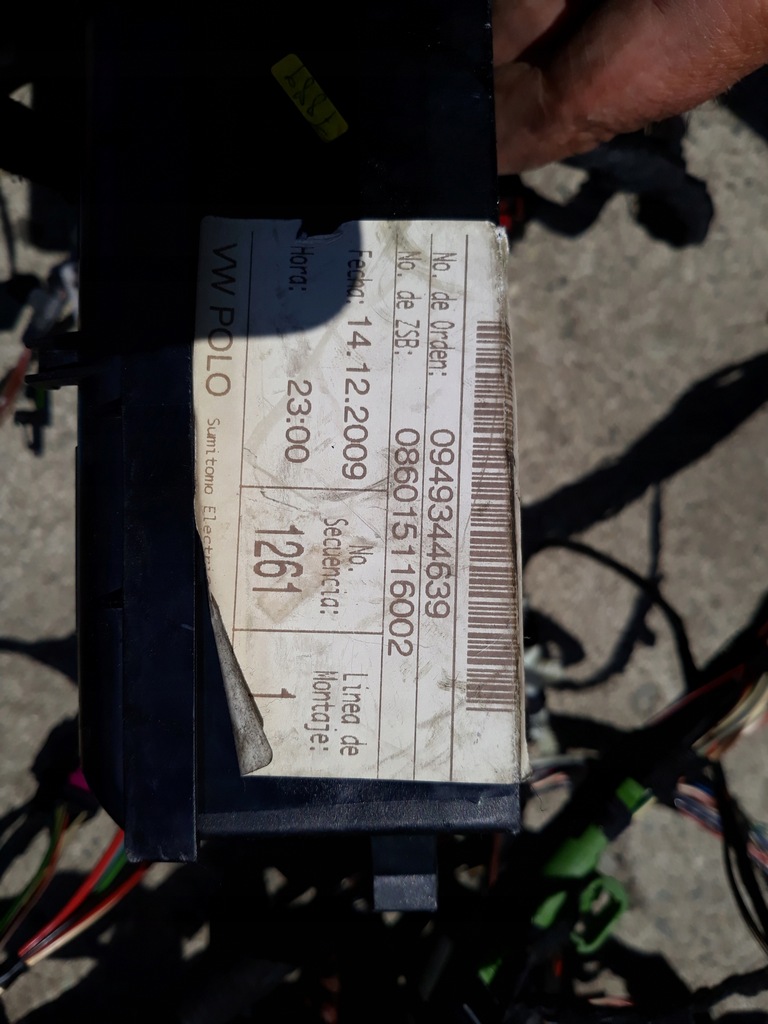 No. de Orden: 0949344639
No. de ZSB: 086015116002
Fecha: 14.12.2009
Hora: 23:00
No. Secuencia: 1261
Linea de Montaje: 1
VW POLO Sumitomo